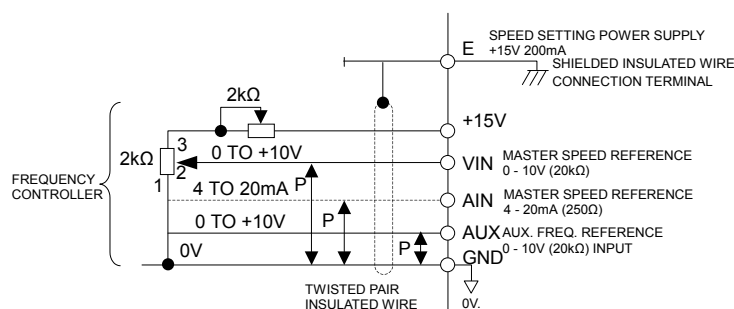 E
SPEED SETTING POWER SUPPLY
+15V 200mA
SHIELDED INSULATED WIRE
CONNECTION TERMINAL
2kΩ
+15V
2kΩ
3
2
1
0 TO +10V
VIN
MASTER SPEED REFERENCE
0 - 10V (20kΩ)
FREQUENCY
CONTROLLER
4 TO 20mA
P
AIN
MASTER SPEED REFERENCE
4 - 20mA (250Ω)
P
0 TO +10V
AUX
AUX. FREQ. REFERENCE
0 - 10V (20kΩ) INPUT
P
0V
GND
TWISTED PAIR
INSULATED WIRE
0V.